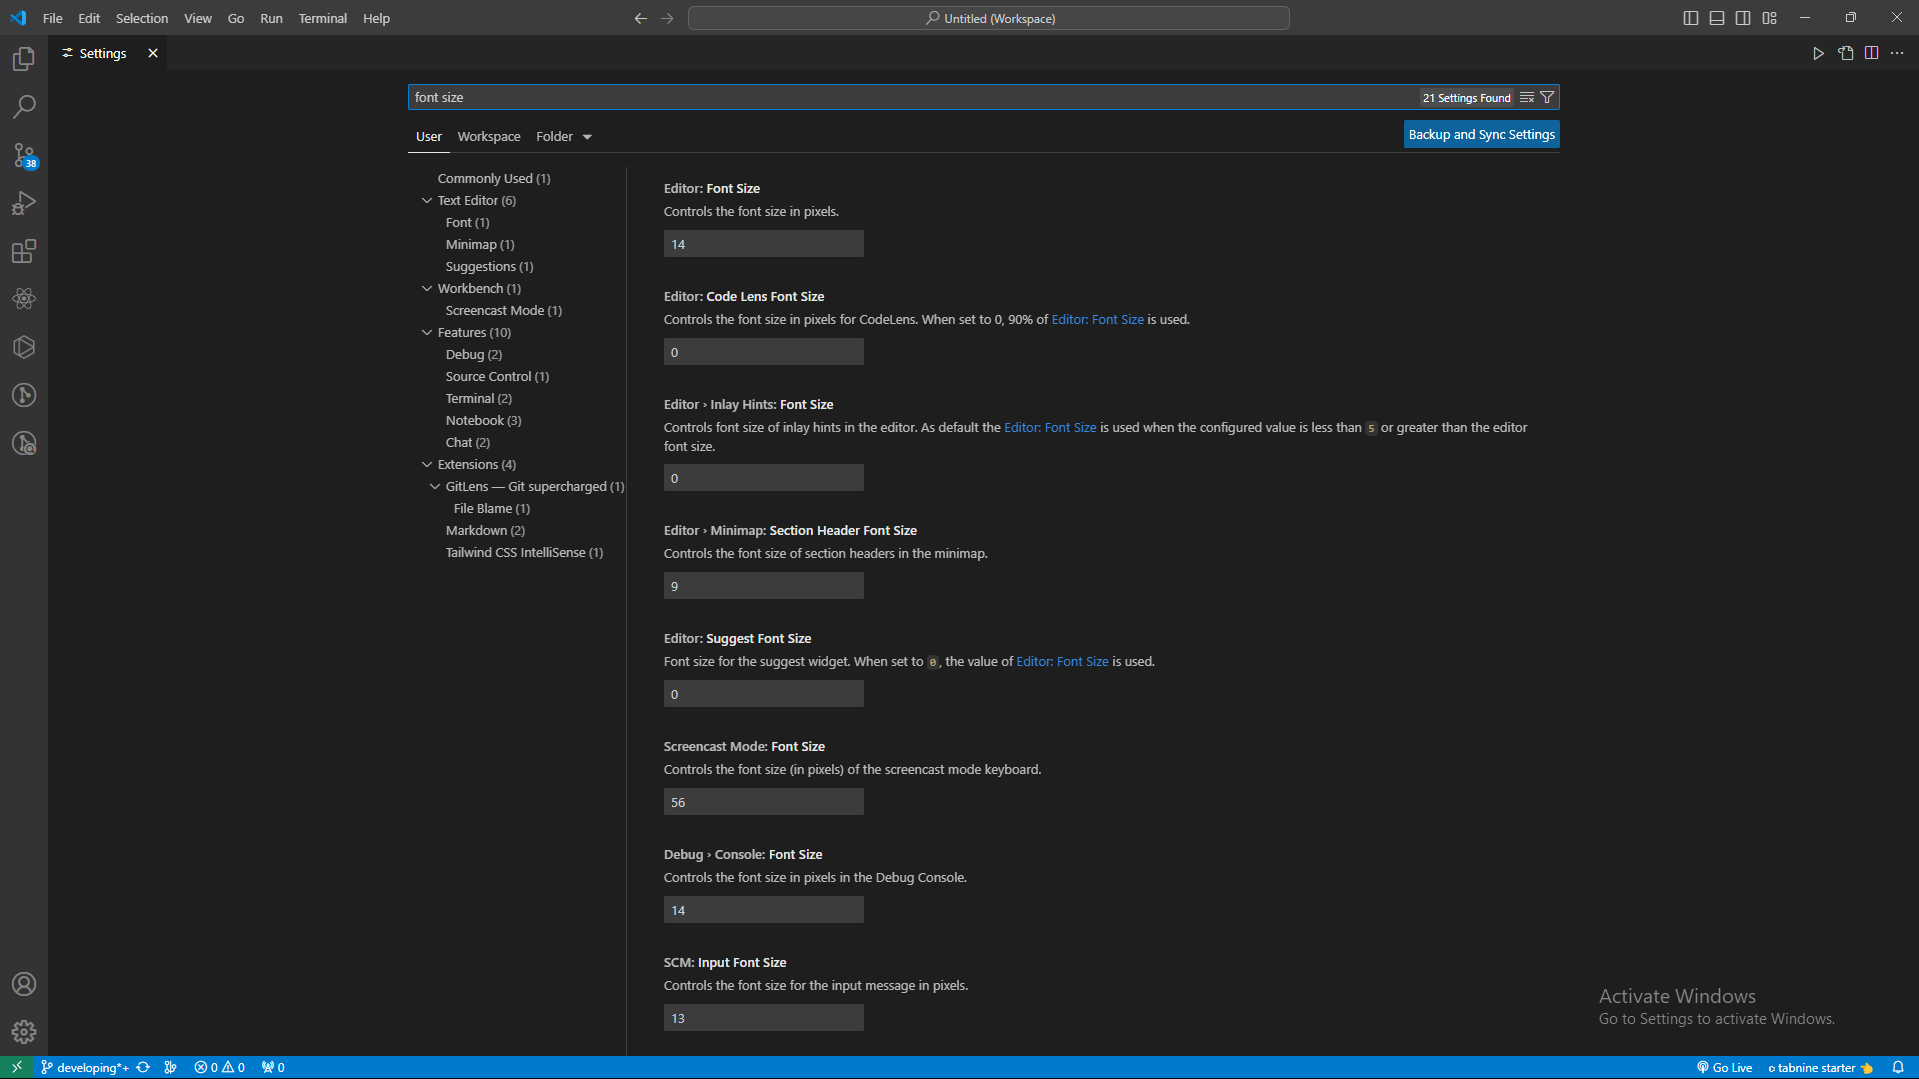 File Edit Selection View Go Run Terminal Help
Untitled (Workspace)
Settings
font size
21 Settings Found
User Workspace Folder
Backup and Sync Settings
Commonly Used (1)
Text Editor (6)
Font (1)
Minimap (1)
Suggestions (1)
Workbench (1)
Screencast Mode (1)
Features (10)
Debug (2)
Source Control (1)
Terminal (2)
Notebook (3)
Chat (2)
Extensions (4)
GitLens — Git supercharged (1)
File Blame (1)
Markdown (2)
Tailwind CSS IntelliSense (1)
Editor: Font Size
Controls the font size in pixels.
14
Editor: Code Lens Font Size
Controls the font size in pixels for CodeLens. When set to 0, 90% of Editor: Font Size is used.
0
Editor › Inlay Hints: Font Size
Controls font size of inlay hints in the editor. As default the Editor: Font Size is used when the configured value is less than 5 or greater than the editor
font size.
0
Editor › Minimap: Section Header Font Size
Controls the font size of section headers in the minimap.
9
Editor: Suggest Font Size
Font size for the suggest widget. When set to 0, the value of Editor: Font Size is used.
0
Screencast Mode: Font Size
Controls the font size (in pixels) of the screencast mode keyboard.
56
Debug › Console: Font Size
Controls the font size in pixels in the Debug Console.
14
SCM: Input Font Size
Controls the font size for the input message in pixels.
13
38
Activate Windows
Go to Settings to activate Windows.
developing*+ 0 0 0
Go Live tabnine starter